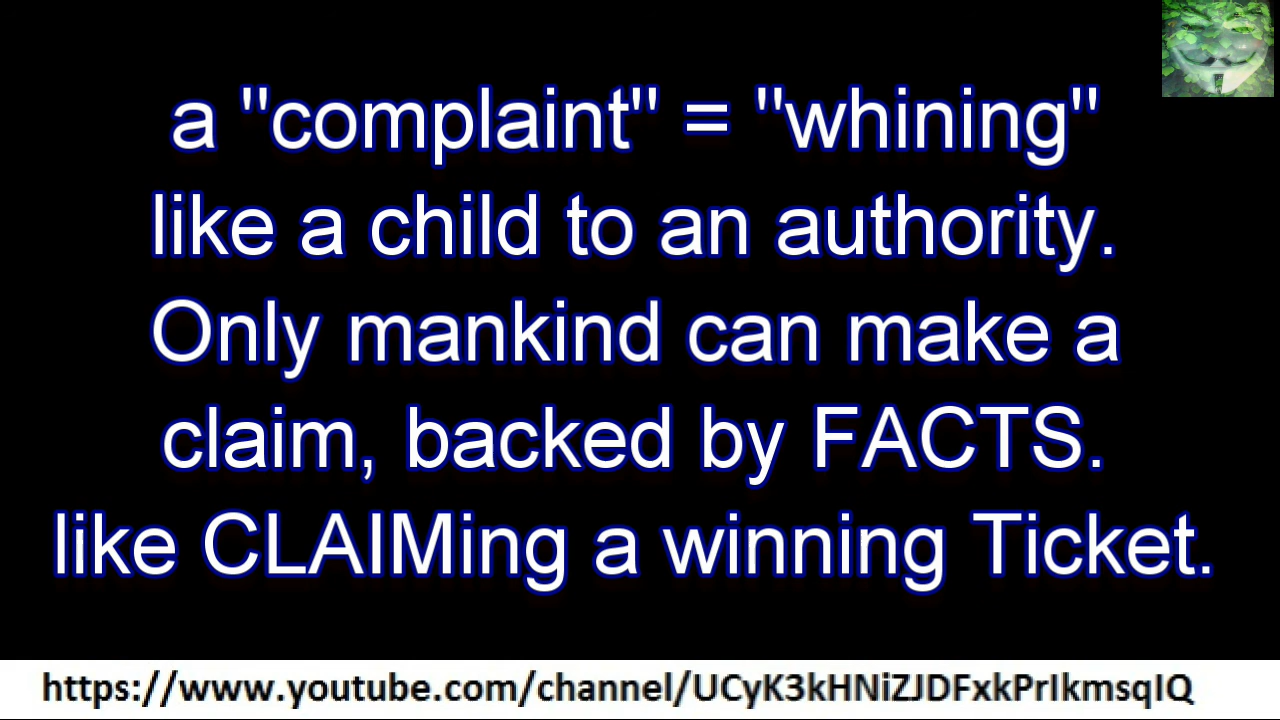 a "complaint" = "whining"
like a child to an authority.
Only mankind can make a
claim, backed by FACTS.
like CLAIMing a winning Ticket.
https://www.youtube.com/channel/UCyK3kHNiZJDFxkPrIkmsqIQ